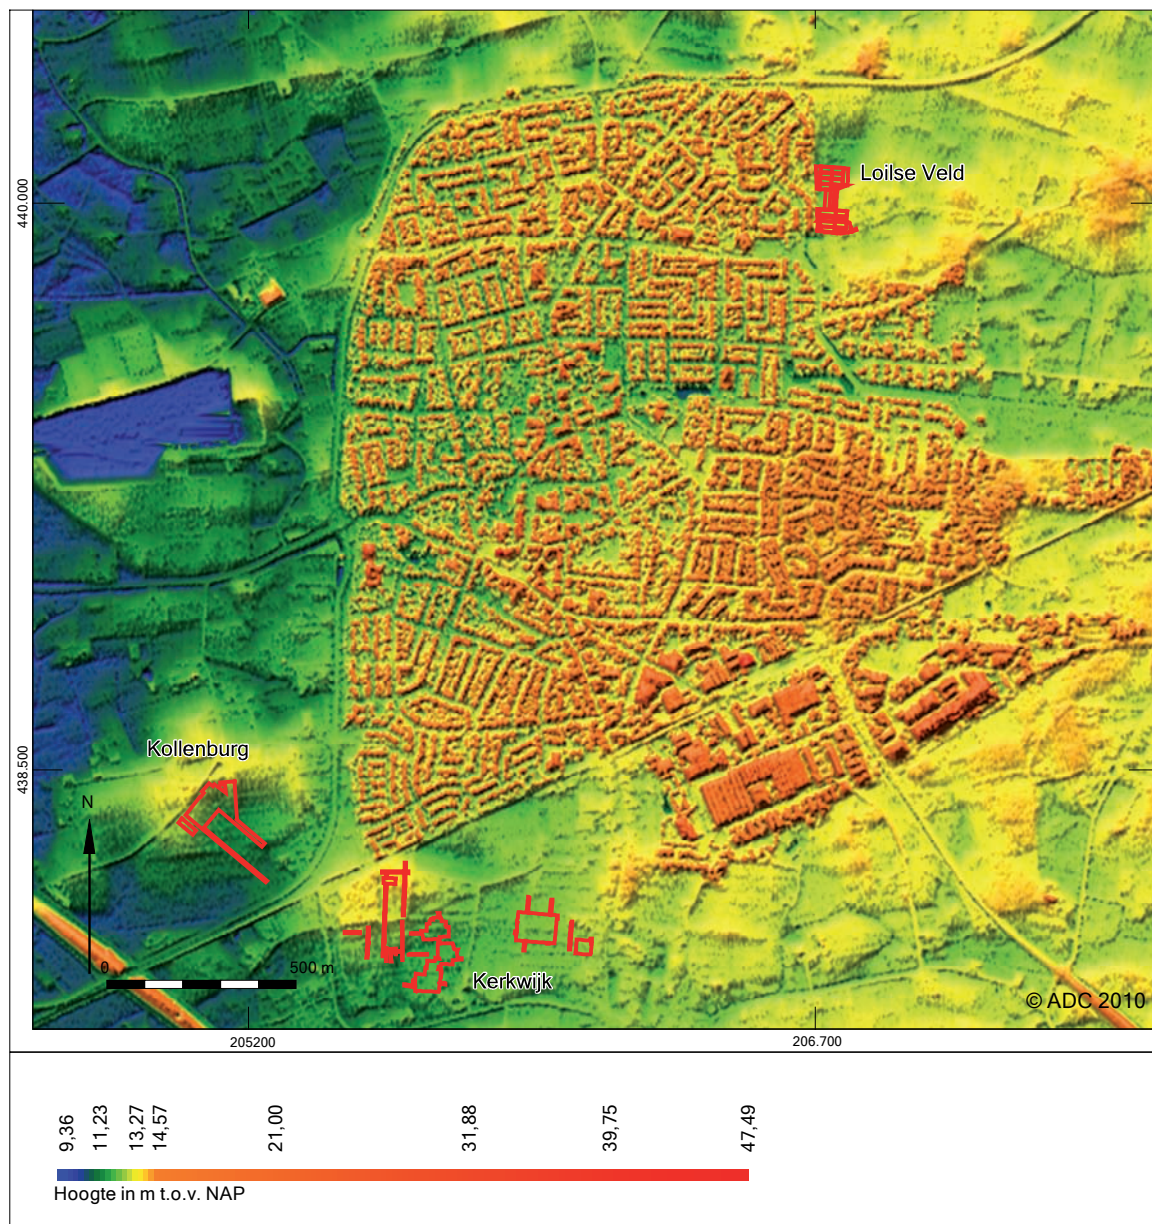 Loilse Veld
440.000
Kollenburg
438.500
N
0
500 m
Kerkwijk
© ADC 2010
205200
206.700
9,36
11,23
13,27
14,57
21,00
31,88
39,75
47,49
Hoogte in m t.o.v. NAP